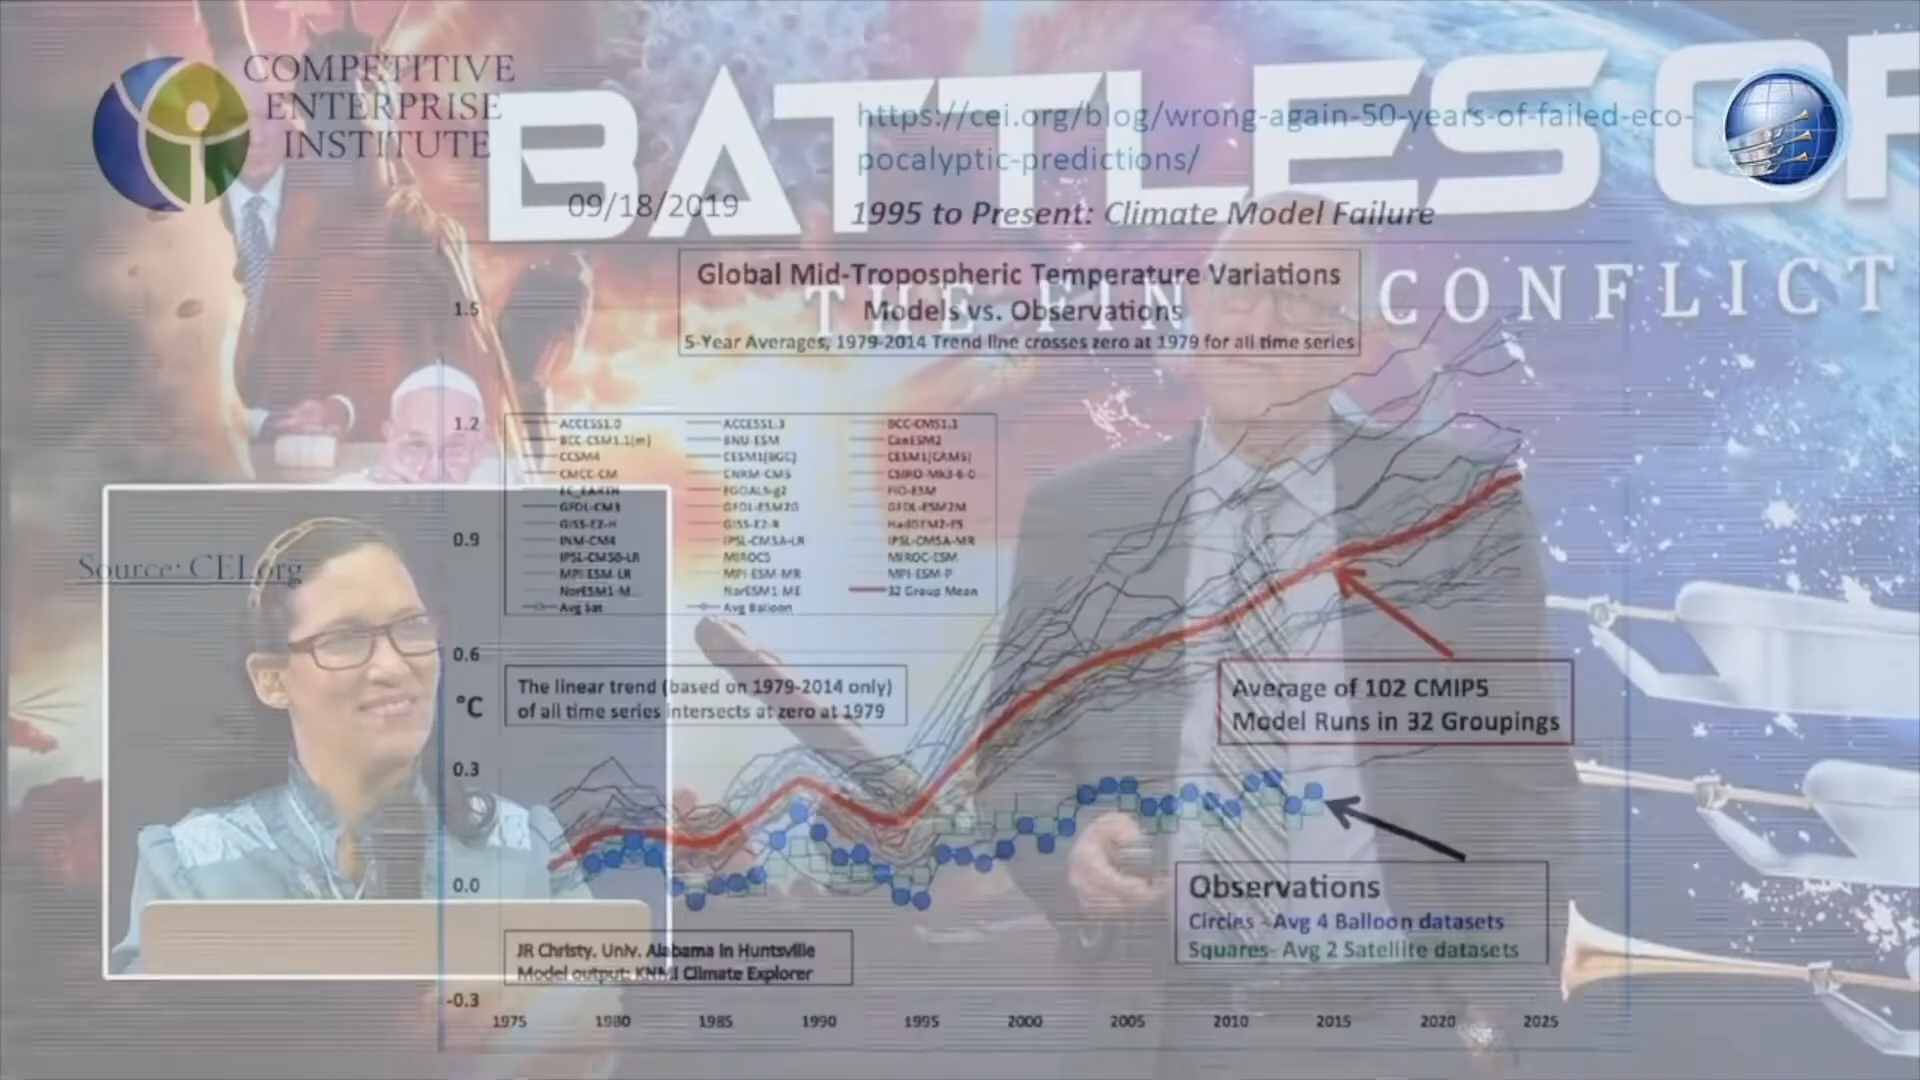 COMPETITIVE
ENTERPRISE
INSTITUTE
BATTLES OF
https://cei.org/blog/wrong-again-50-years-of-failed-eco-
pocalyptic-predictions/
09/18/2019
1995 to Present: Climate Model Failure
THE FIN CONFLICT
Global Mid-Tropospheric Temperature Variations
Models vs. Observations
5-Year Averages, 1979-2014 Trend line crosses zero at 1979 for all time series
1.5
1.2
0.9
0.6
°C
0.3
0.0
-0.3
ACCESS1.0 ACCESS1.3 BCC-CMS1.1
BCC-CSM1.1(m) BNU-ESM CanESM2
CCSM4 CESM1(BGC) CESM1(CAM5)
CMCC-CM CNRM-CM5 CSIRO-Mk3-6-0
EC_EARTH FGOALS-g2 FIO-ESM
GFDL-CM3 GFDL-ESM2G GFDL-ESM2M
GISS-E2-H GISS-E2-R HadGEM2-ES
INM-CM4 IPSL-CM5A-LR IPSL-CM5A-MR
IPSL-CM5B-LR MIROC5 MIROC-ESM
MPI-ESM-LR MPI-ESM-MR MPI-ESM-P
NorESM1-M NorESM1-ME 32 Group Mean
Avg Sat Avg Balloon
Source: CEI.org
The linear trend (based on 1979-2014 only)
of all time series intersects at zero at 1979
Average of 102 CMIP5
Model Runs in 32 Groupings
Observations
Circles - Avg 4 Balloon datasets
Squares- Avg 2 Satellite datasets
JR Christy, Univ. Alabama in Huntsville
Model output: KNMI Climate Explorer
1975 1980 1985 1990 1995 2000 2005 2010 2015 2020 2025